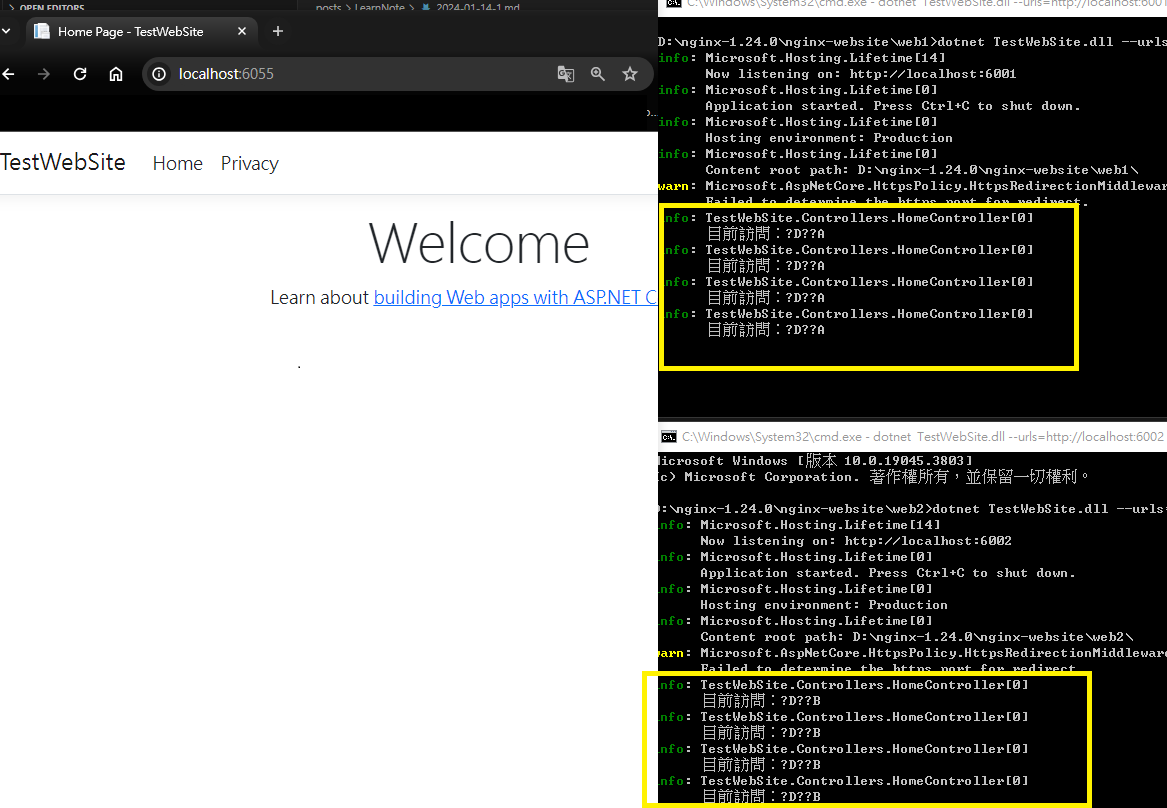 OPEN EDITORS
posts > LearnNote > 2024-01-14-1.md
Home Page - TestWebSite
localhost:6055
TestWebSite Home Privacy
Welcome
Learn about building Web apps with ASP.NET C
C:\Windows\System32\cmd.exe - dotnet TestWebSite.dll --urls=http://localhost:6001
D:\nginx-1.24.0\nginx-website\web1>dotnet TestWebSite.dll --urls
info: Microsoft.Hosting.Lifetime[14]
Now listening on: http://localhost:6001
info: Microsoft.Hosting.Lifetime[0]
Application started. Press Ctrl+C to shut down.
info: Microsoft.Hosting.Lifetime[0]
Hosting environment: Production
info: Microsoft.Hosting.Lifetime[0]
Content root path: D:\nginx-1.24.0\nginx-website\web1\
warn: Microsoft.AspNetCore.HttpsPolicy.HttpsRedirectionMiddlewar
Failed to determine the https port for redirect.
info: TestWebSite.Controllers.HomeController[0]
目前訪問：?D??A
info: TestWebSite.Controllers.HomeController[0]
目前訪問：?D??A
info: TestWebSite.Controllers.HomeController[0]
目前訪問：?D??A
info: TestWebSite.Controllers.HomeController[0]
目前訪問：?D??A
C:\Windows\System32\cmd.exe - dotnet TestWebSite.dll --urls=http://localhost:6002
Microsoft Windows [版本 10.0.19045.3803]
(c) Microsoft Corporation. 著作權所有，並保留一切權利。
D:\nginx-1.24.0\nginx-website\web2>dotnet TestWebSite.dll --urls=
info: Microsoft.Hosting.Lifetime[14]
Now listening on: http://localhost:6002
info: Microsoft.Hosting.Lifetime[0]
Application started. Press Ctrl+C to shut down.
info: Microsoft.Hosting.Lifetime[0]
Hosting environment: Production
info: Microsoft.Hosting.Lifetime[0]
Content root path: D:\nginx-1.24.0\nginx-website\web2\
warn: Microsoft.AspNetCore.HttpsPolicy.HttpsRedirectionMiddleware
Failed to determine the https port for redirect.
info: TestWebSite.Controllers.HomeController[0]
目前訪問：?D??B
info: TestWebSite.Controllers.HomeController[0]
目前訪問：?D??B
info: TestWebSite.Controllers.HomeController[0]
目前訪問：?D??B
info: TestWebSite.Controllers.HomeController[0]
目前訪問：?D??B